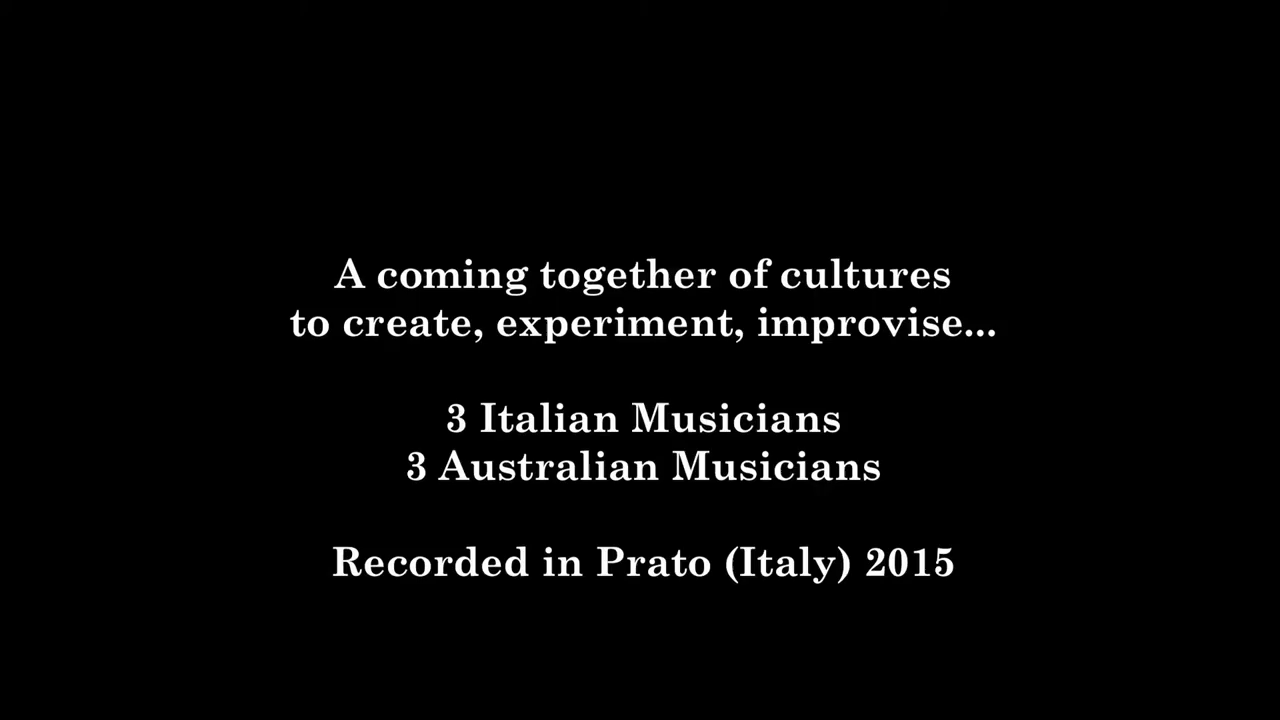 A coming together of cultures
to create, experiment, improvise...
3 Italian Musicians
3 Australian Musicians
Recorded in Prato (Italy) 2015